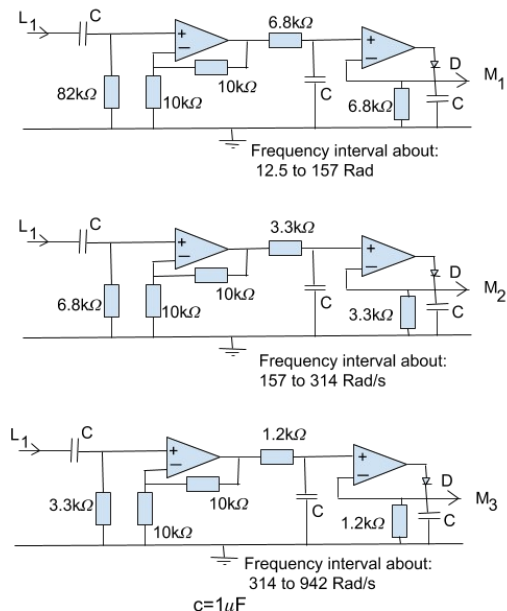 L1 C 6.8kΩ
+ − + − D M1
82kΩ 10kΩ 10kΩ C 6.8kΩ C
Frequency interval about:
12.5 to 157 Rad
L1 C 3.3kΩ
+ − + − D M2
6.8kΩ 10kΩ 10kΩ C 3.3kΩ C
Frequency interval about:
157 to 314 Rad/s
L1 C 1.2kΩ
+ − + − D M3
3.3kΩ 10kΩ 10kΩ C 1.2kΩ C
Frequency interval about:
314 to 942 Rad/s
c=1μF